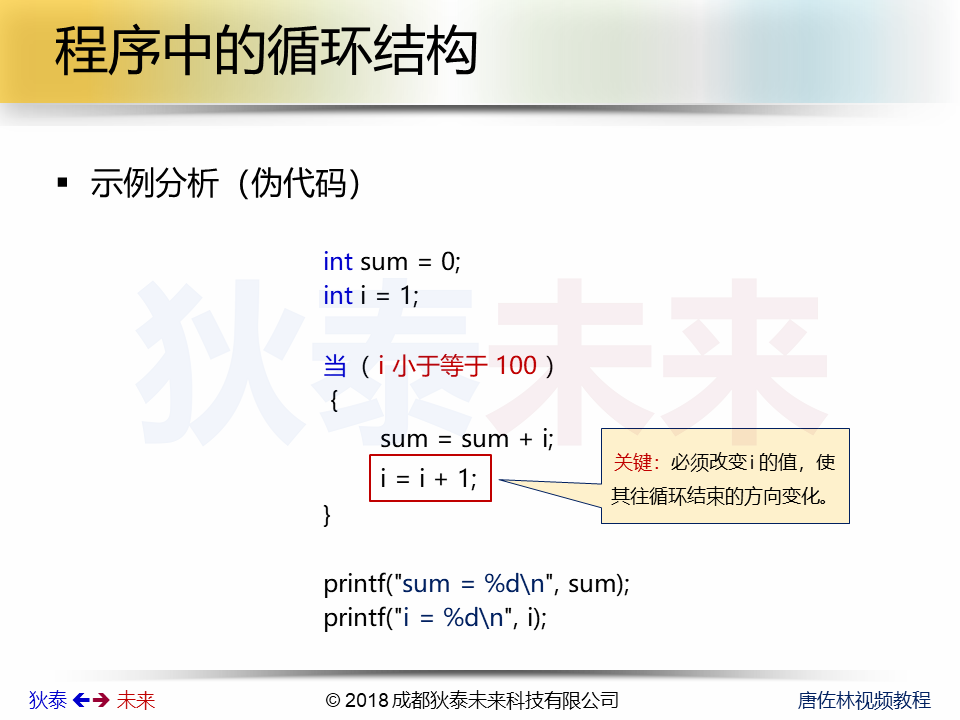 程序中的循环结构
▪ 示例分析（伪代码）
int sum = 0;
int i = 1;
当（ i 小于等于 100 ）
{
sum = sum + i;
i = i + 1;
关键：必须改变 i 的值，使
其往循环结束的方向变化。
}
printf("sum = %d\n", sum);
printf("i = %d\n", i);
狄泰未来
狄泰 未来
© 2018 成都狄泰未来科技有限公司
唐佐林视频教程